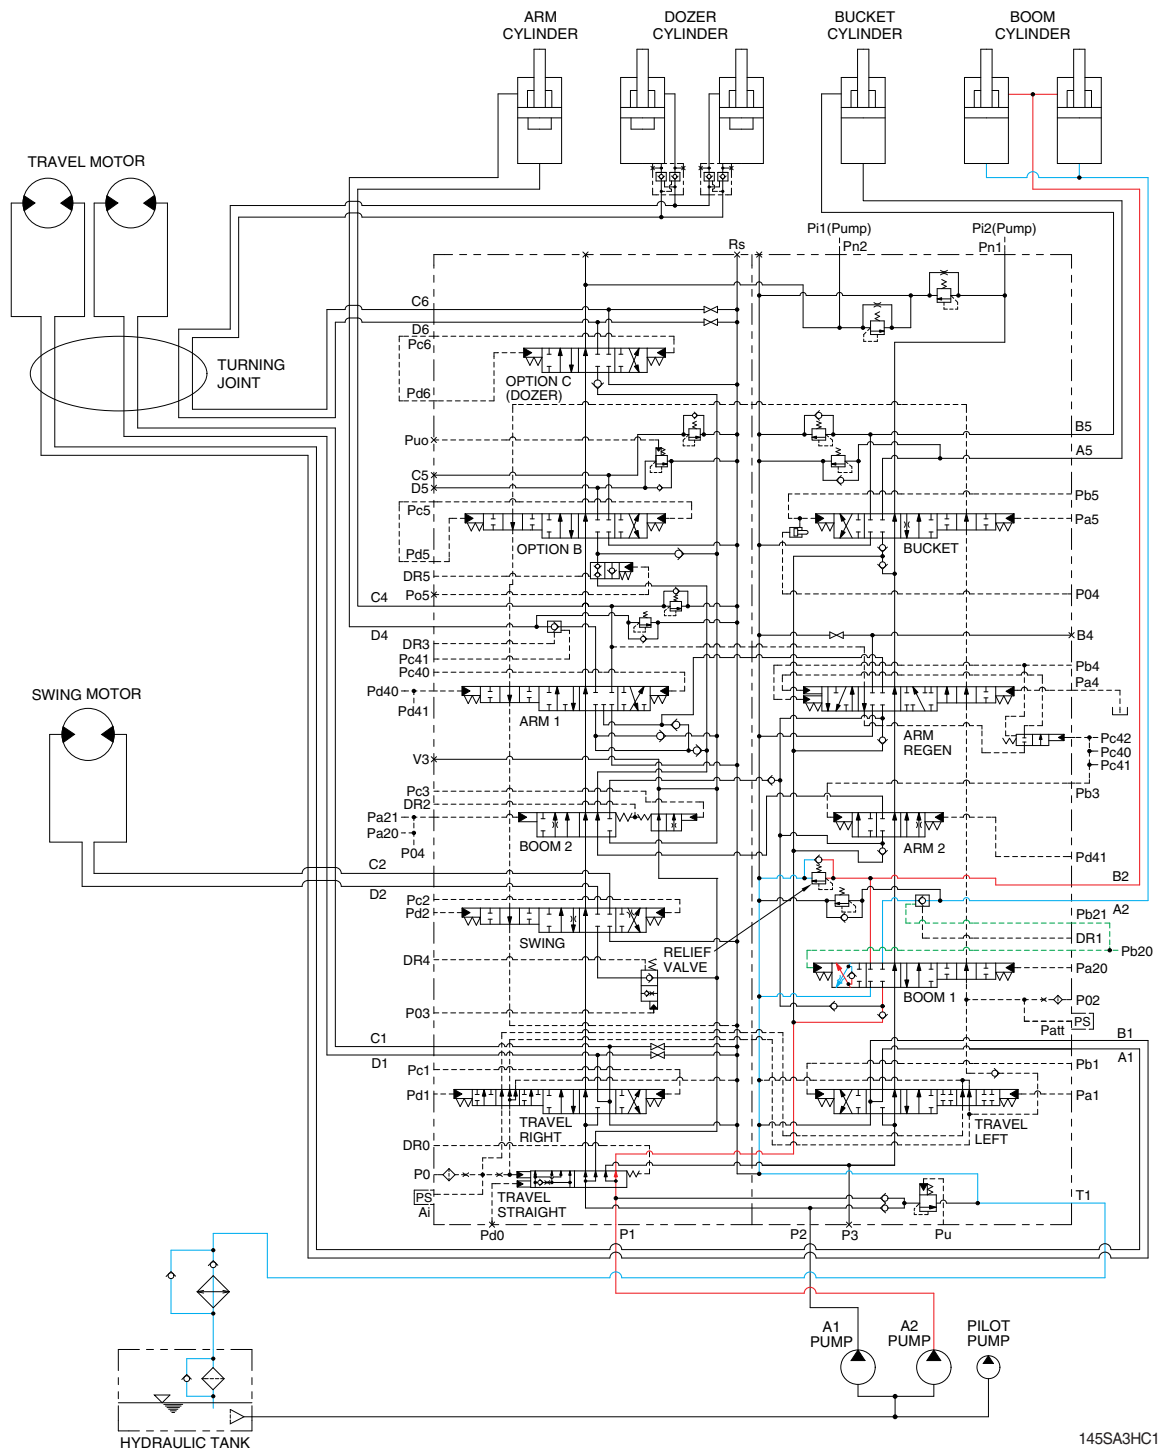 ARM
CYLINDER
DOZER
CYLINDER
BUCKET
CYLINDER
BOOM
CYLINDER
TRAVEL MOTOR
TURNING
JOINT
Rs
Pi1(Pump)
Pn2
Pi2(Pump)
Pn1
C6
D6
Pc6
Pd6
OPTION C
(DOZER)
Puo
C5
D5
Pc5
Pd5
OPTION B
DR5
Po5
B5
A5
Pb5
Pa5
BUCKET
P04
C4
D4
DR3
Pc41
Pc40
Pd40
Pd41
ARM 1
B4
Pb4
Pa4
ARM
REGEN
Pc42
Pc40
Pc41
SWING MOTOR
V3
Pc3
DR2
Pa21
Pa20
P04
BOOM 2
Pb3
ARM 2
Pd41
C2
D2
Pc2
Pd2
SWING
B2
A2
Pb21
DR1
Pb20
RELIEF
VALVE
DR4
Pa20
BOOM 1
P03
P02
Patt
PS
C1
D1
Pc1
Pd1
TRAVEL
RIGHT
B1
A1
Pb1
Pa1
TRAVEL
LEFT
DR0
P0
PS
Ai
TRAVEL
STRAIGHT
T1
Pd0
P1
P2
P3
Pu
A1
PUMP
A2
PUMP
PILOT
PUMP
HYDRAULIC TANK
145SA3HC1